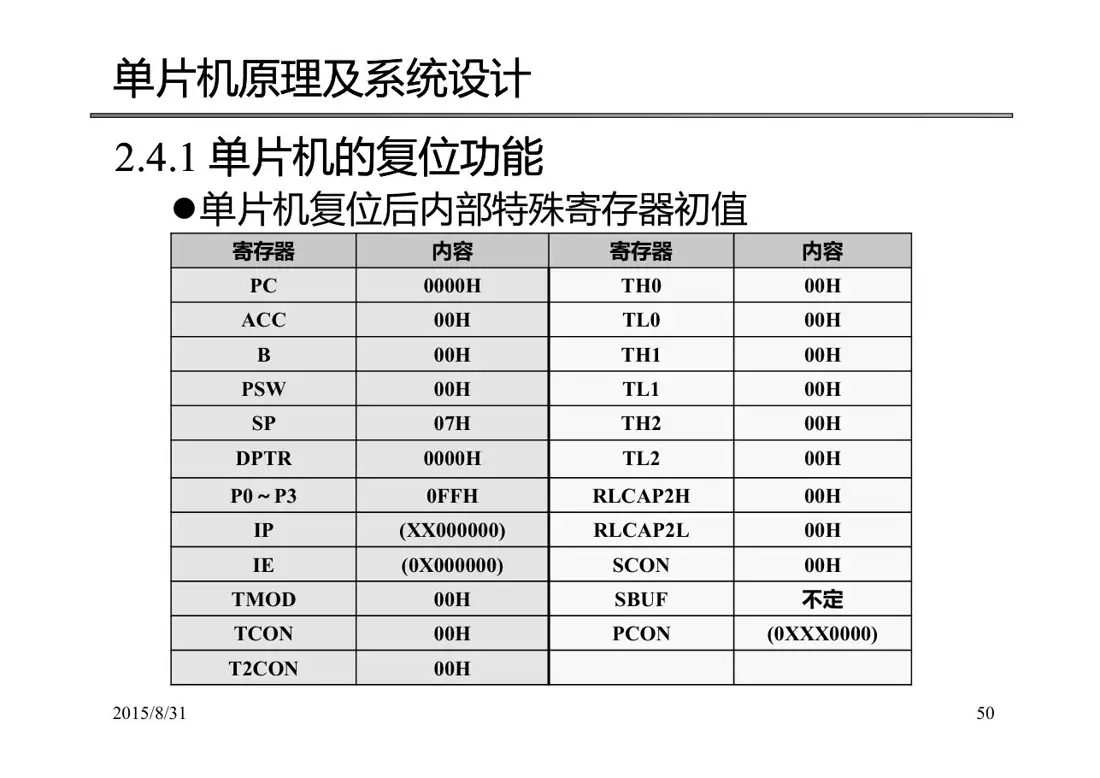 单片机原理及系统设计
2.4.1 单片机的复位功能
●单片机复位后内部特殊寄存器初值
寄存器 内容 寄存器 内容
PC 0000H TH0 00H
ACC 00H TL0 00H
B 00H TH1 00H
PSW 00H TL1 00H
SP 07H TH2 00H
DPTR 0000H TL2 00H
P0～P3 0FFH RLCAP2H 00H
IP (XX000000) RLCAP2L 00H
IE (0X000000) SCON 00H
TMOD 00H SBUF 不定
TCON 00H PCON (0XXX0000)
T2CON 00H
2015/8/31 50